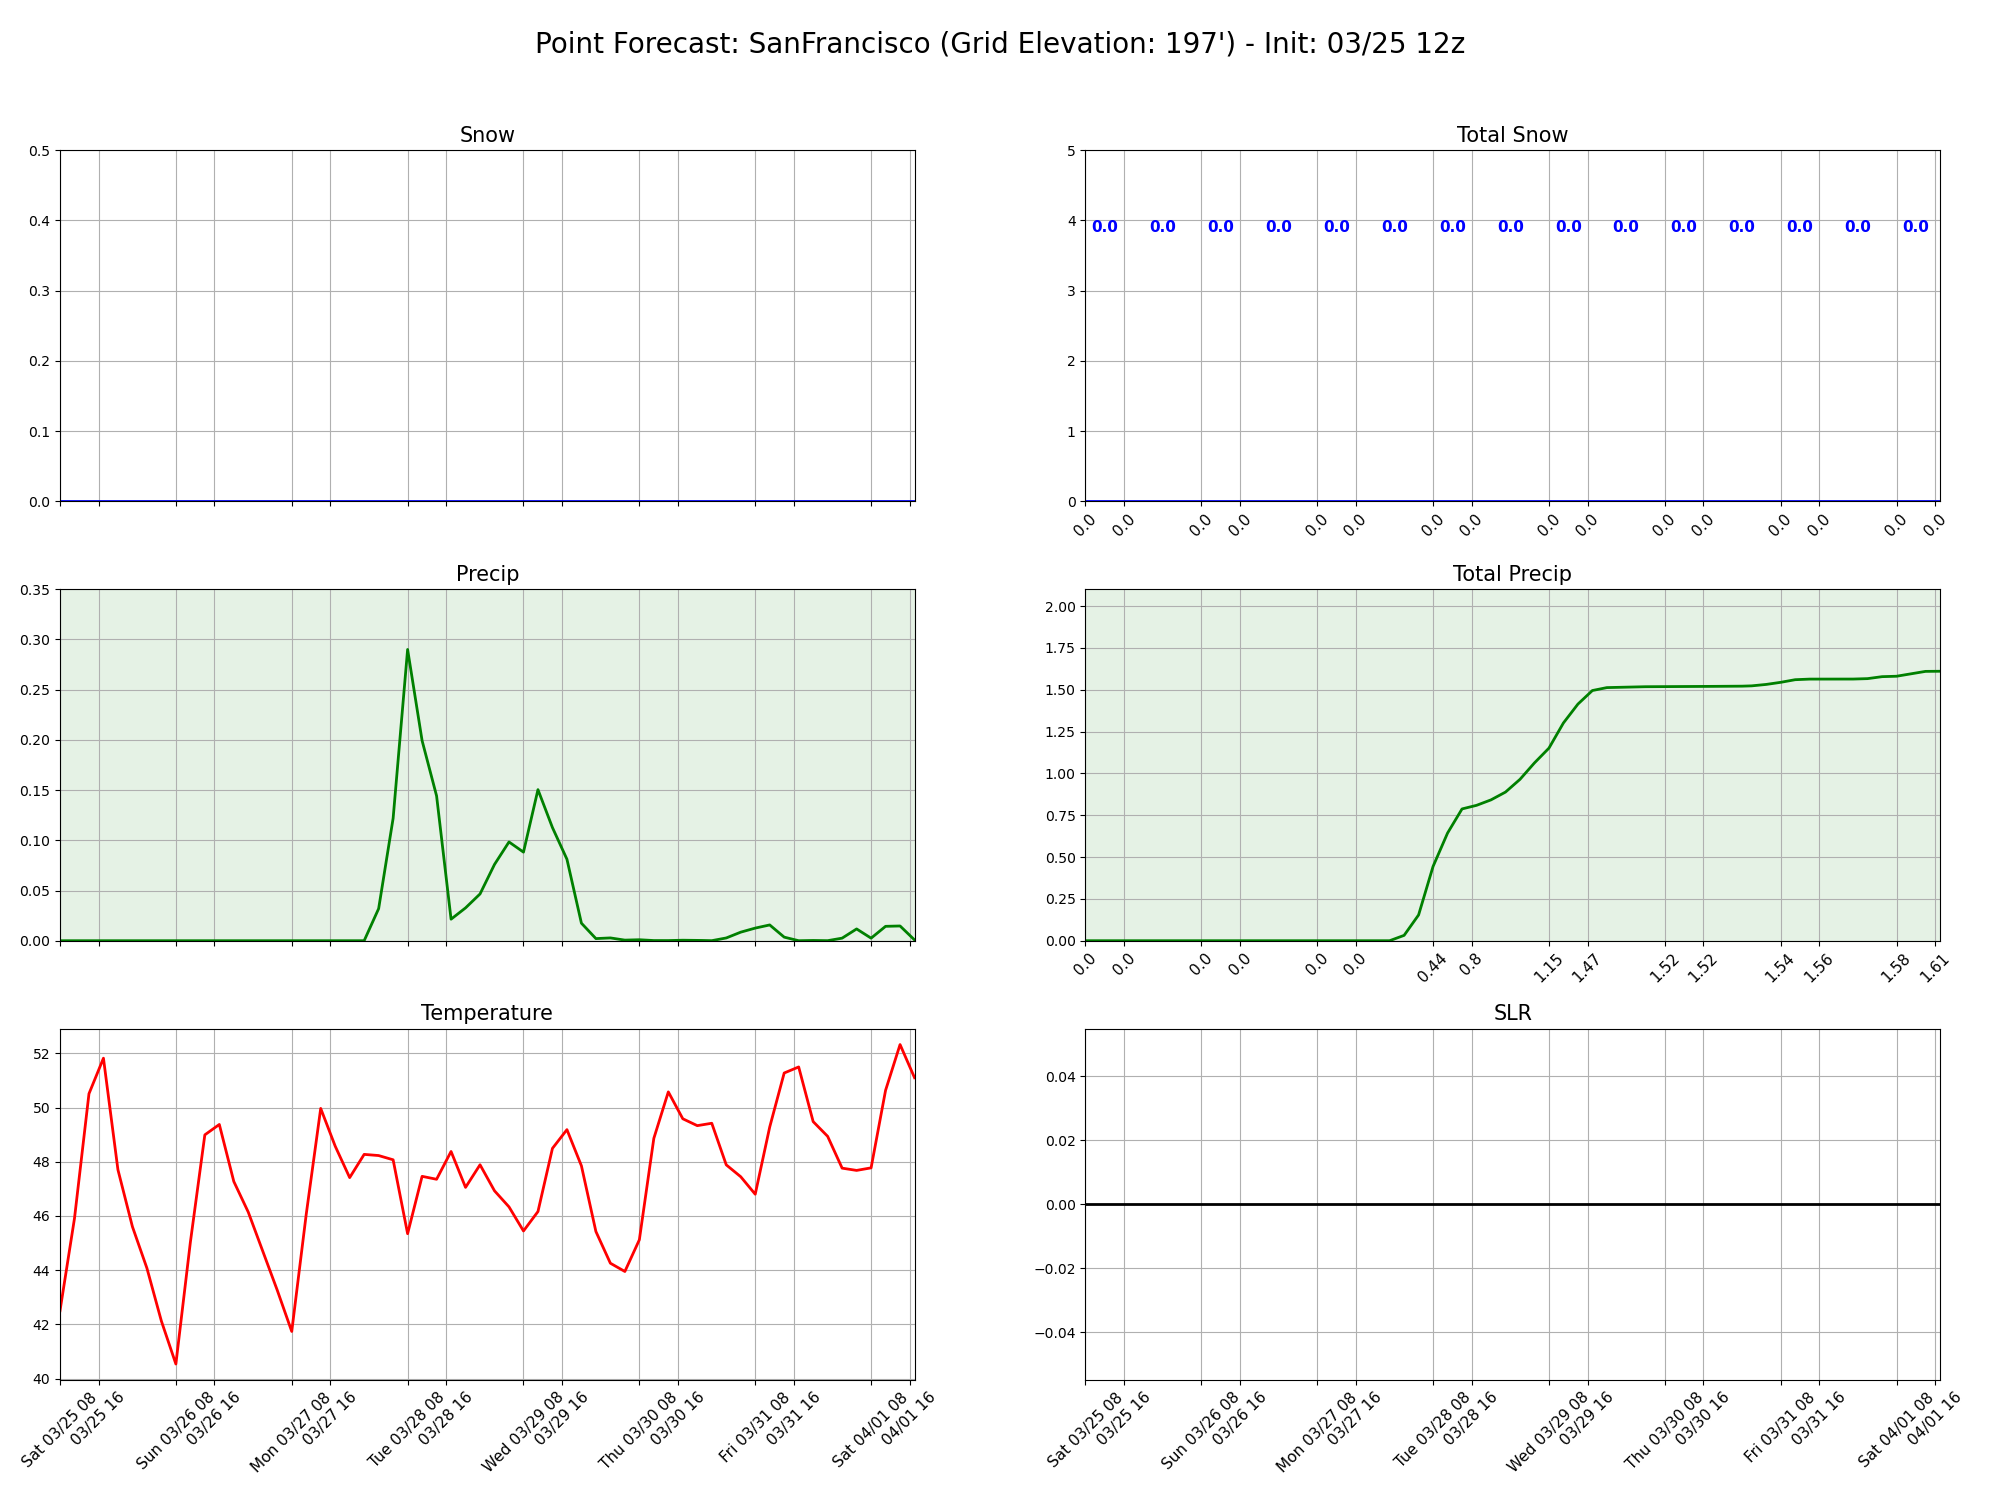 Point Forecast: SanFrancisco (Grid Elevation: 197') - Init: 03/25 12z
Snow
0.5
0.4
0.3
0.2
0.1
0.0
Total Snow
5
4
3
2
1
0
0.0 0.0 0.0 0.0 0.0 0.0 0.0 0.0 0.0 0.0 0.0 0.0 0.0 0.0 0.0
0.0 0.0 0.0 0.0 0.0 0.0 0.0 0.0 0.0 0.0 0.0 0.0 0.0 0.0 0.0 0.0
Precip
0.35
0.30
0.25
0.20
0.15
0.10
0.05
0.00
Total Precip
2.00
1.75
1.50
1.25
1.00
0.75
0.50
0.25
0.00
0.0 0.0 0.0 0.0 0.0 0.0 0.44 0.8 1.15 1.47 1.52 1.52 1.54 1.56 1.58 1.61
Temperature
52
50
48
46
44
42
40
Sat 03/25 08
03/25 16
Sun 03/26 08
03/26 16
Mon 03/27 08
03/27 16
Tue 03/28 08
03/28 16
Wed 03/29 08
03/29 16
Thu 03/30 08
03/30 16
Fri 03/31 08
03/31 16
Sat 04/01 08
04/01 16
SLR
0.04
0.02
0.00
−0.02
−0.04
Sat 03/25 08
03/25 16
Sun 03/26 08
03/26 16
Mon 03/27 08
03/27 16
Tue 03/28 08
03/28 16
Wed 03/29 08
03/29 16
Thu 03/30 08
03/30 16
Fri 03/31 08
03/31 16
Sat 04/01 08
04/01 16